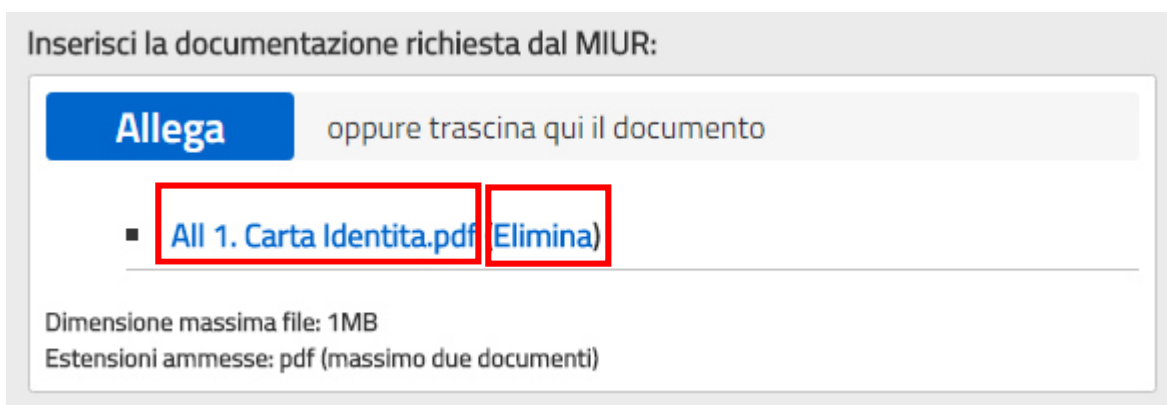 Inserisci la documentazione richiesta dal MIUR:
Allega oppure trascina qui il documento
▪ All 1. Carta Identita.pdf (Elimina)
Dimensione massima file: 1MB
Estensioni ammesse: pdf (massimo due documenti)